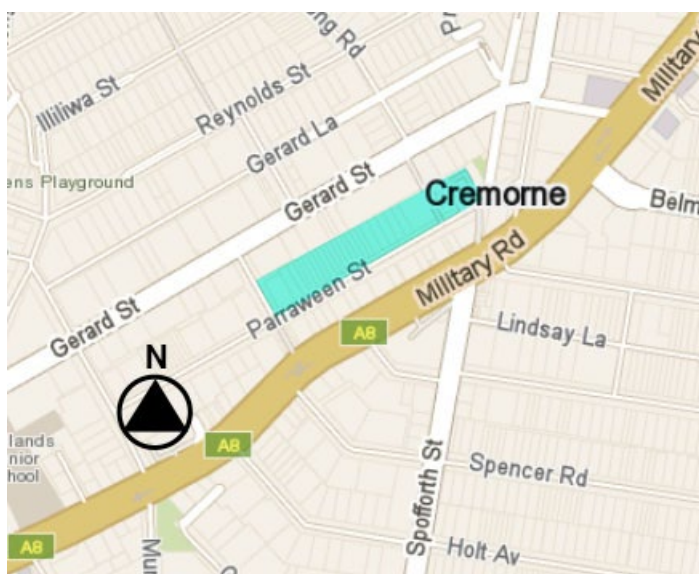 Military
Illiliwa St
Reynolds St
Gerard La
ens Playground
Gerard St
Cremorne
Belm
Military Rd
Parraween St
Gerard St
A8
Lindsay La
N
A8
lands
nior
hool
Spencer Rd
Spofforth St
A8
Holt Av